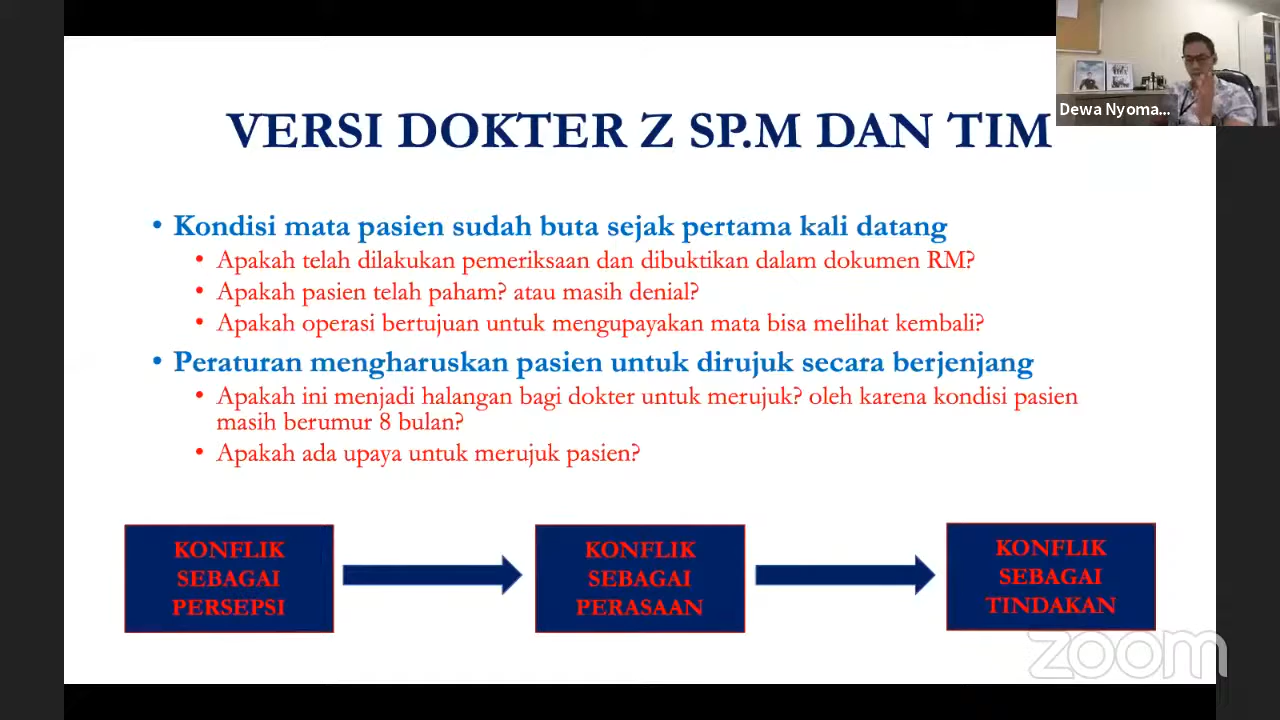 Dewa Nyoma...
VERSI DOKTER Z SP.M DAN TIM
• Kondisi mata pasien sudah buta sejak pertama kali datang
• Apakah telah dilakukan pemeriksaan dan dibuktikan dalam dokumen RM?
• Apakah pasien telah paham? atau masih denial?
• Apakah operasi bertujuan untuk mengupayakan mata bisa melihat kembali?
• Peraturan mengharuskan pasien untuk dirujuk secara berjenjang
• Apakah ini menjadi halangan bagi dokter untuk merujuk? oleh karena kondisi pasien
masih berumur 8 bulan?
• Apakah ada upaya untuk merujuk pasien?
KONFLIK
SEBAGAI
PERSEPSI
KONFLIK
SEBAGAI
PERASAAN
KONFLIK
SEBAGAI
TINDAKAN
zoom